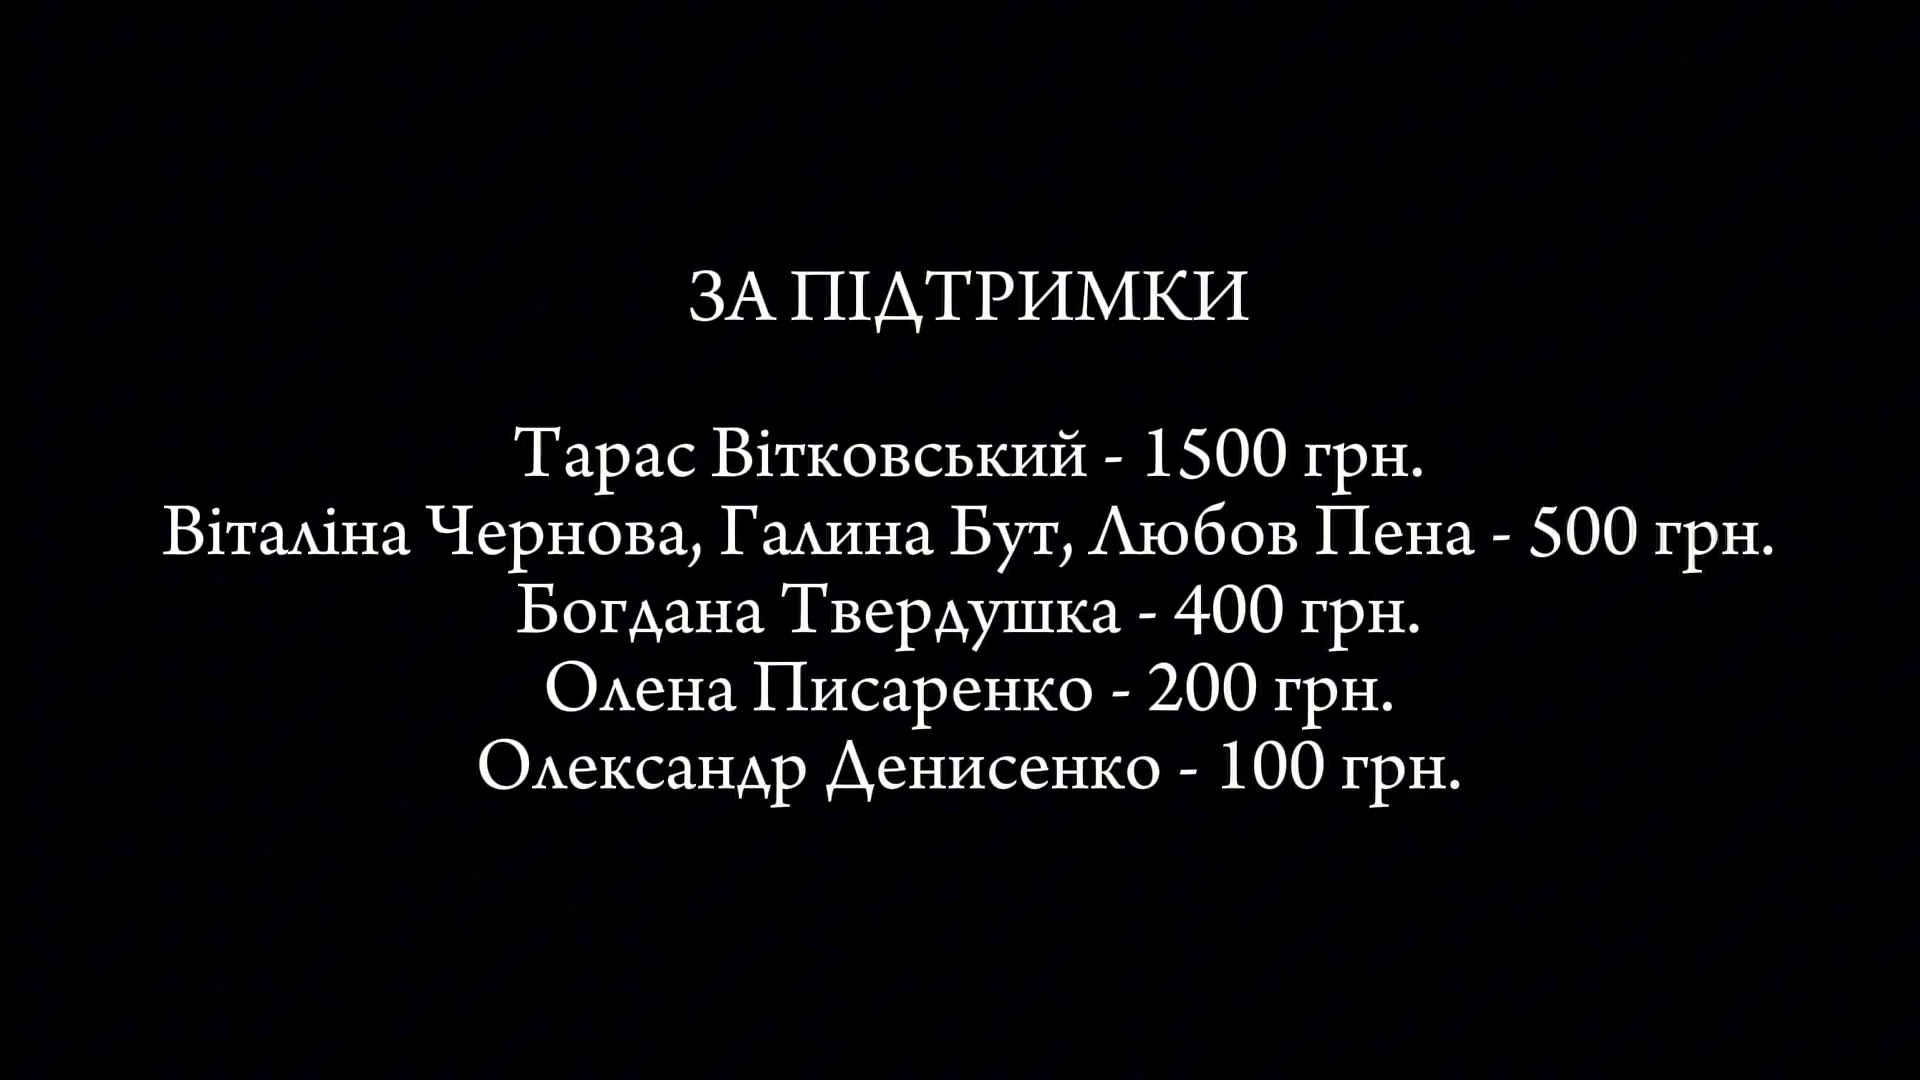 ЗА ПІДТРИМКИ
Тарас Вітковський - 1500 грн.
Віталіна Чернова, Галина Бут, Любов Пена - 500 грн.
Богдана Твердушка - 400 грн.
Олена Писаренко - 200 грн.
Олександр Денисенко - 100 грн.